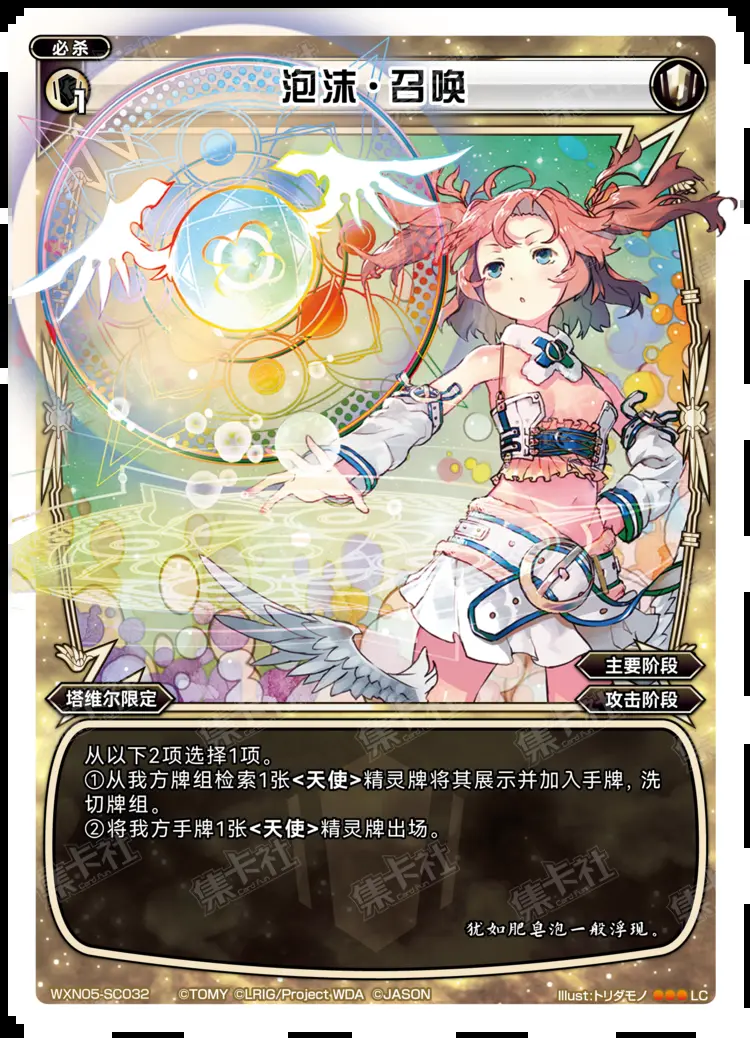 必杀
1
泡沫·召唤
主要阶段
塔维尔限定
攻击阶段
从以下2项选择1项。
①从我方牌组检索1张<天使>精灵牌将其展示并加入手牌, 洗
切牌组。
②将我方手牌1张<天使>精灵牌出场。
集卡社
犹如肥皂泡一般浮现。
WXN05-SC032 ©TOMY ©LRIG/Project WDA ©JASON Illust:トリダモノ LC